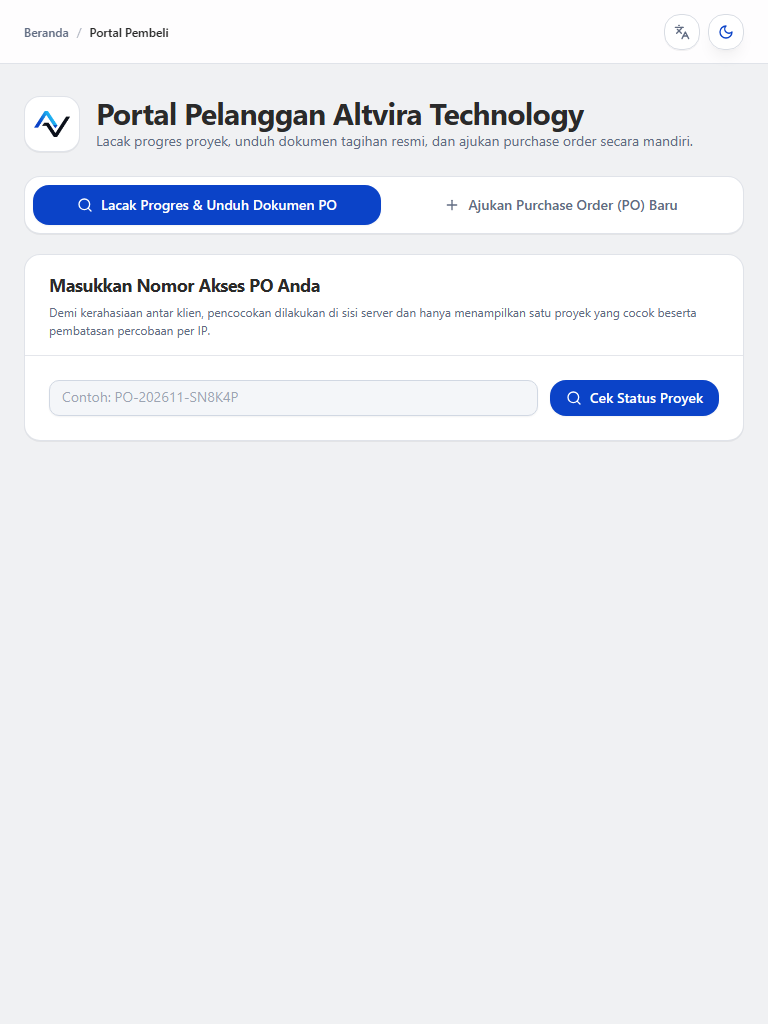 Beranda / Portal Pembeli
Portal Pelanggan Altvira Technology
Lacak progres proyek, unduh dokumen tagihan resmi, dan ajukan purchase order secara mandiri.
Lacak Progres & Unduh Dokumen PO
Ajukan Purchase Order (PO) Baru
Masukkan Nomor Akses PO Anda
Demi kerahasiaan antar klien, pencocokan dilakukan di sisi server dan hanya menampilkan satu proyek yang cocok beserta
pembatasan percobaan per IP.
Contoh: PO-202611-SN8K4P
Cek Status Proyek